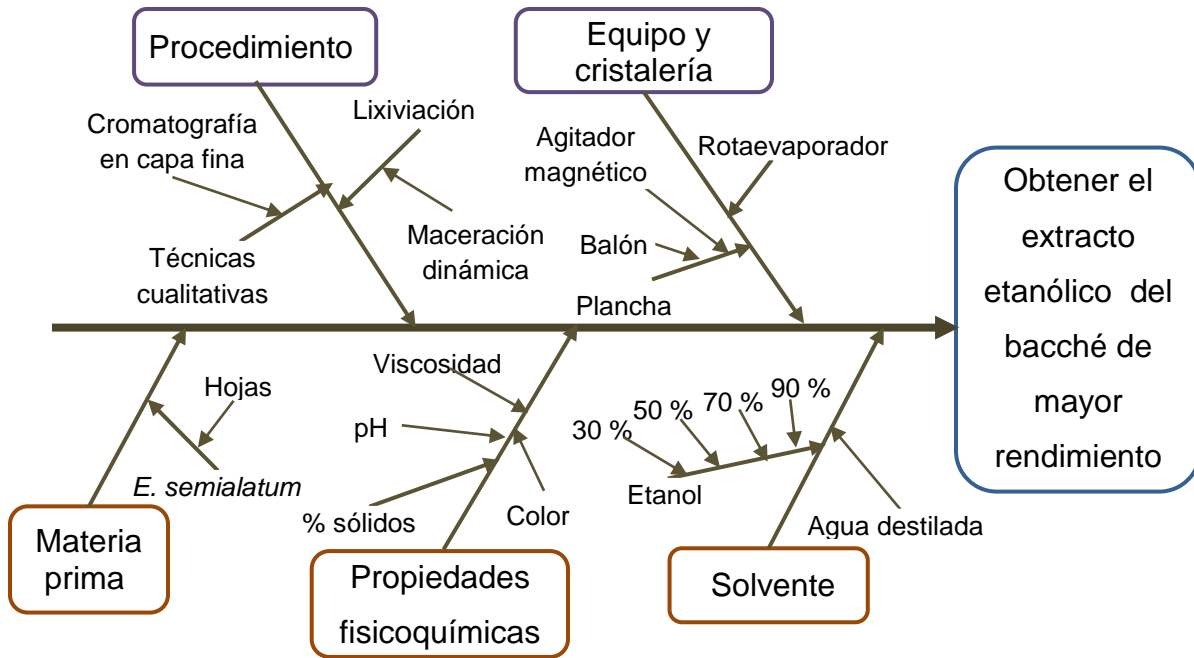 Procedimiento
Equipo y
cristalería
Lixiviación
Cromatografía
en capa fina
Agitador
magnético
Rotaevaporador
Maceración
dinámica
Balón
Técnicas
cualitativas
Plancha
Obtener el
extracto
etanólico del
bacché de
mayor
rendimiento
Viscosidad
Hojas
pH
30 %
50 %
70 %
90 %
E. semialatum
% sólidos
Color
Etanol
Agua destilada
Materia
prima
Propiedades
fisicoquímicas
Solvente